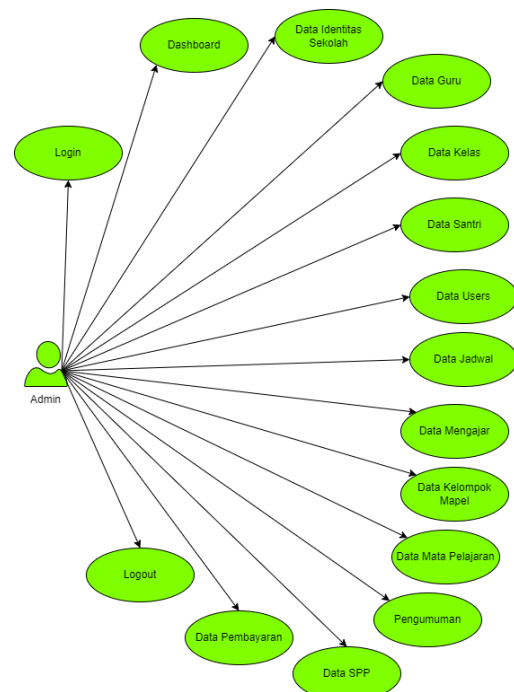 Dashboard
Data Identitas
Sekolah
Data Guru
Login
Data Kelas
Data Santri
Data Users
Data Jadwal
Admin
Data Mengajar
Data Kelompok
Mapel
Data Mata Pelajaran
Logout
Pengumuman
Data Pembayaran
Data SPP